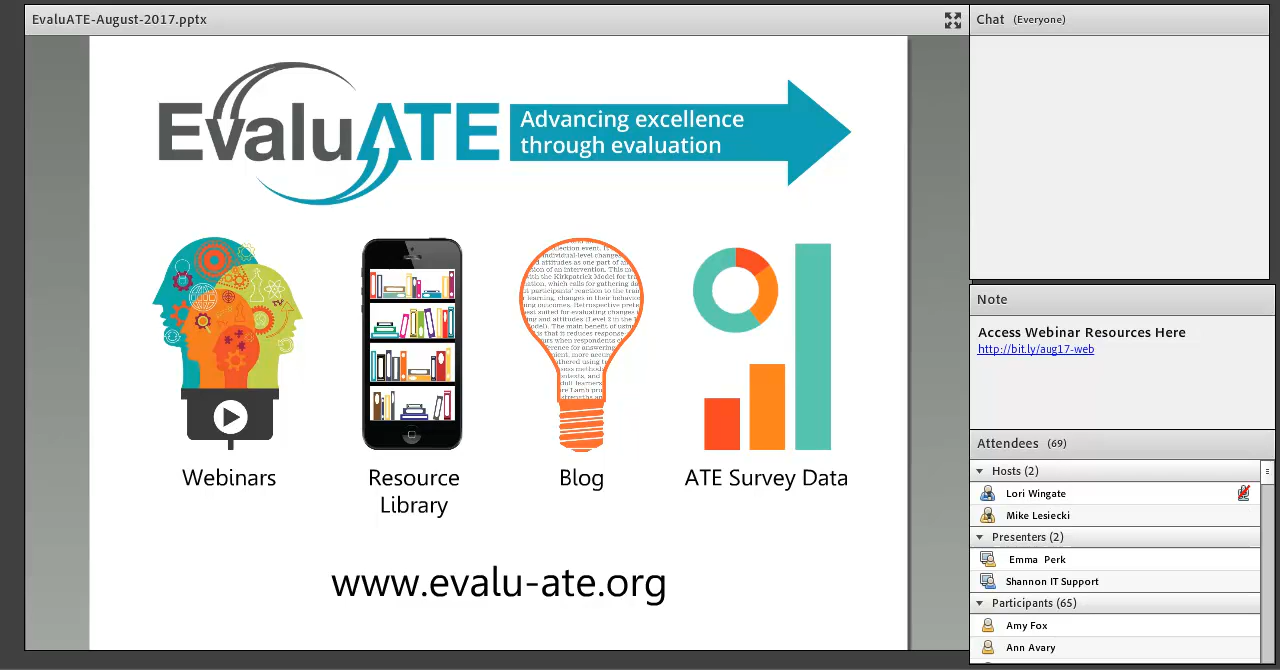 EvaluATE-August-2017.pptx
EvaluATE
Advancing excellence
through evaluation
Webinars
Resource
Library
Blog
ATE Survey Data
www.evalu-ate.org
Chat (Everyone)
Note
Access Webinar Resources Here
http://bit.ly/aug17-web
Attendees (69)
Hosts (2)
Lori Wingate
Mike Lesiecki
Presenters (2)
Emma Perk
Shannon IT Support
Participants (65)
Amy Fox
Ann Avary